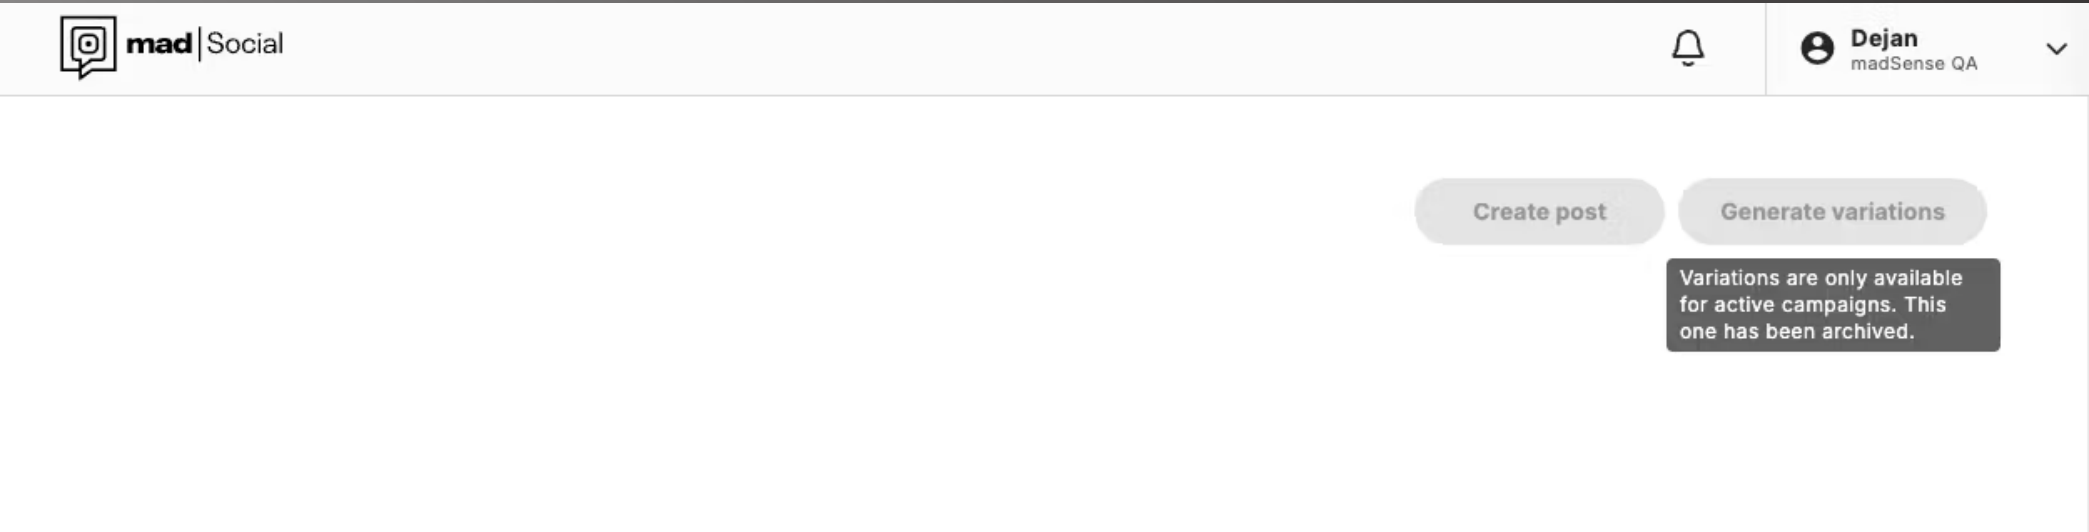 mad|Social
Dejan
madSense QA
Create post
Generate variations
Variations are only available
for active campaigns. This
one has been archived.